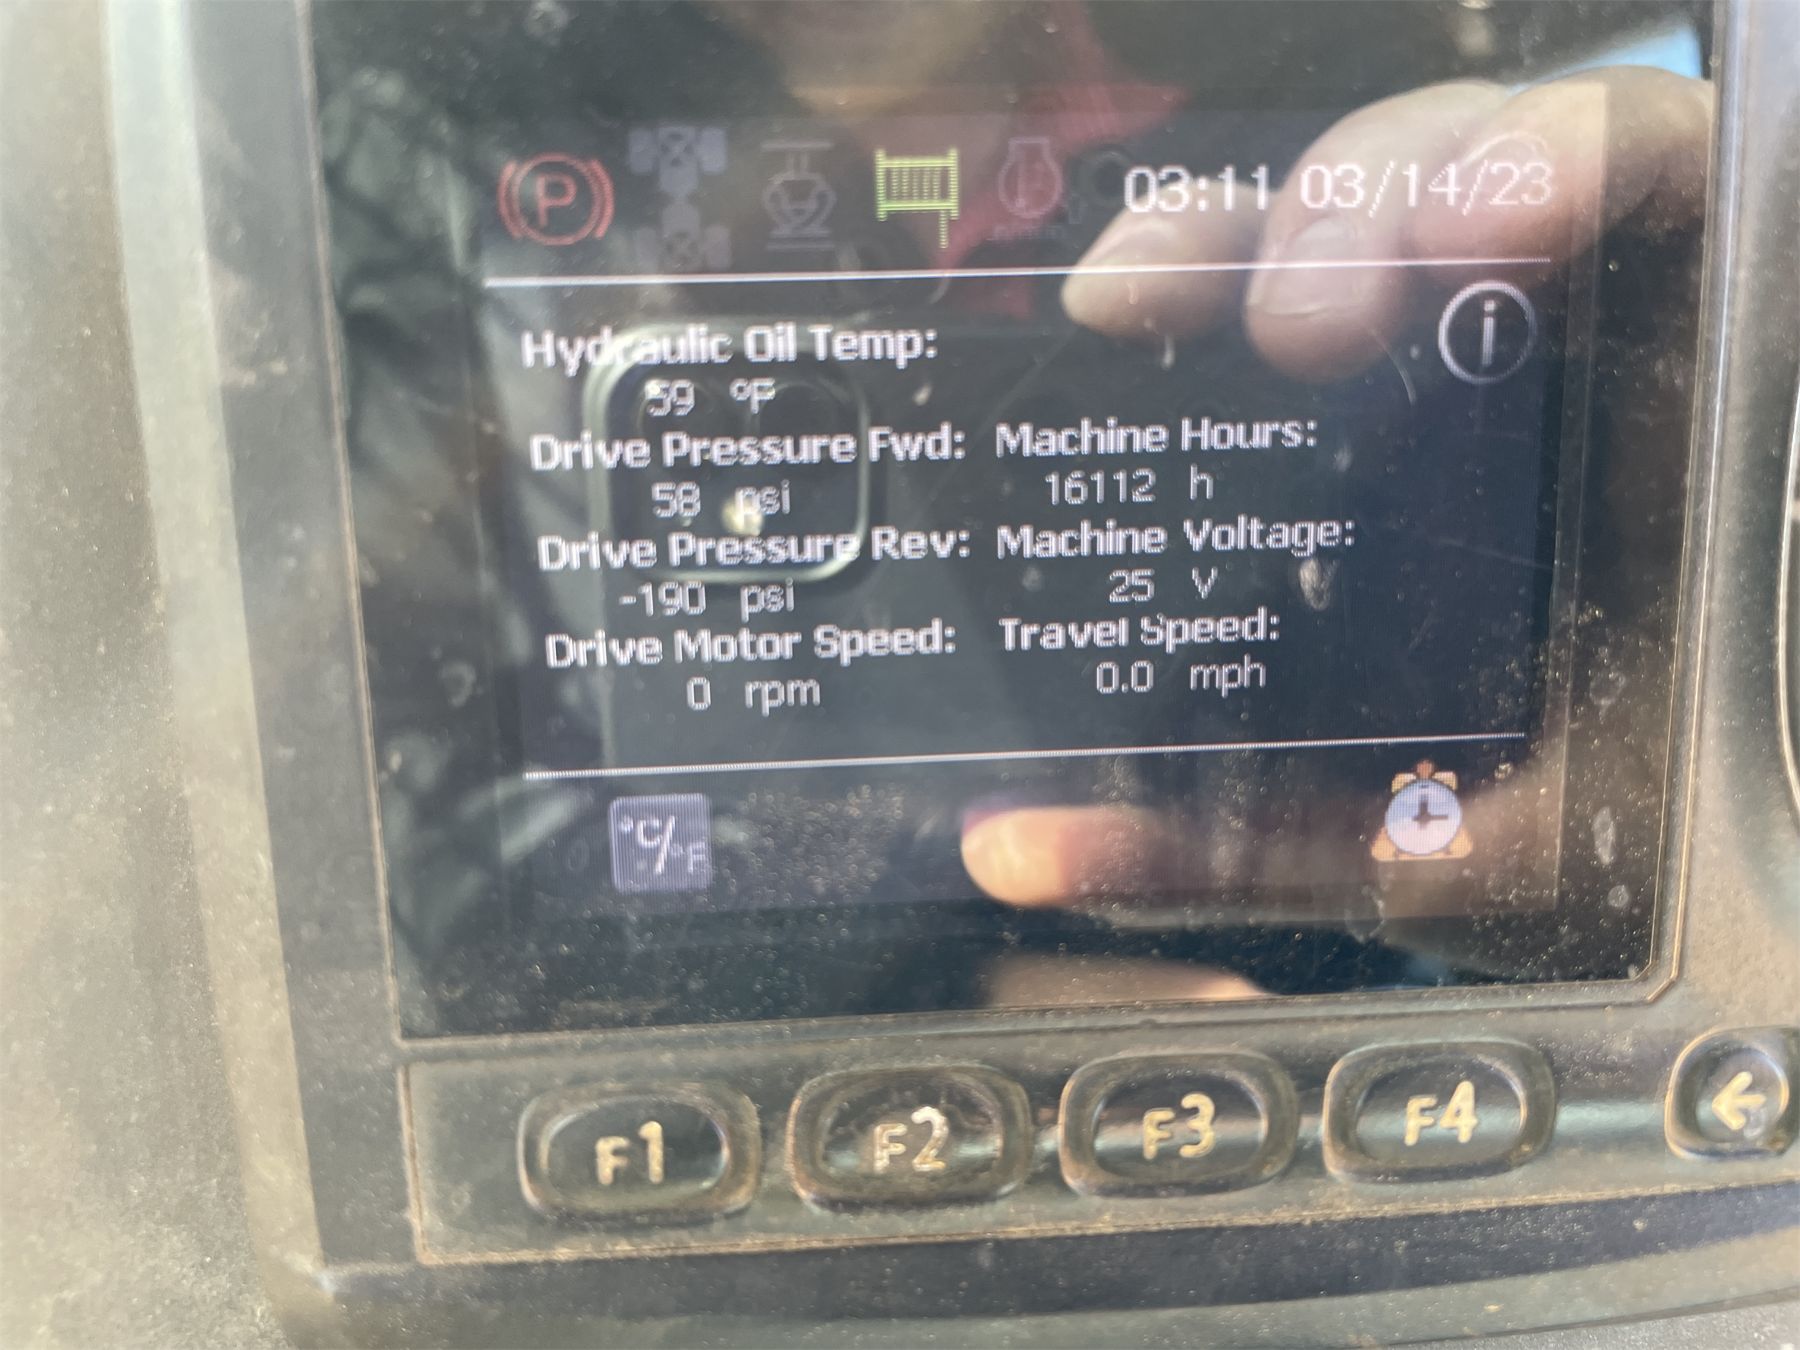 P 03:11 03/14/23
i
Hydraulic Oil Temp:
59 °F
Drive Pressure Fwd: Machine Hours:
58 psi 16112 h
Drive Pressure Rev: Machine Voltage:
-190 psi 25 V
Drive Motor Speed: Travel Speed:
0 rpm 0.0 mph
°C/°F
F1 F2 F3 F4